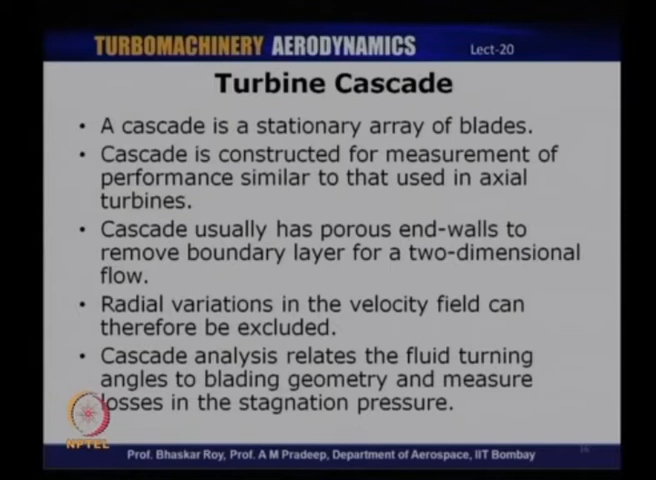 TURBOMACHINERY AERODYNAMICS Lect-20
Turbine Cascade
• A cascade is a stationary array of blades.
• Cascade is constructed for measurement of
performance similar to that used in axial
turbines.
• Cascade usually has porous end-walls to
remove boundary layer for a two-dimensional
flow.
• Radial variations in the velocity field can
therefore be excluded.
• Cascade analysis relates the fluid turning
angles to blading geometry and measure
losses in the stagnation pressure.
NPTEL
Prof. Bhaskar Roy, Prof. A M Pradeep, Department of Aerospace, IIT Bombay